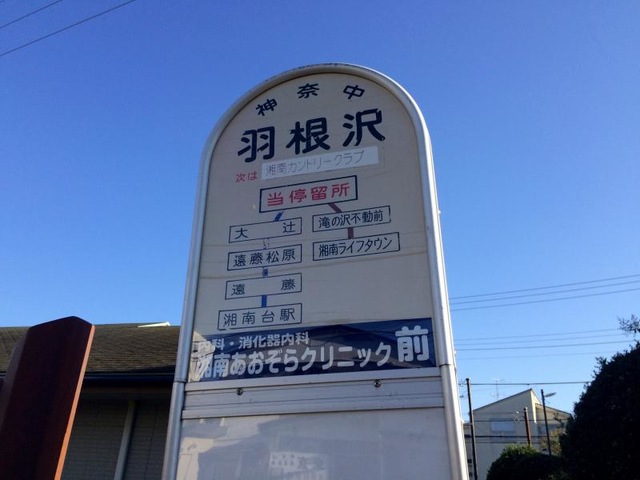 神奈中
羽根沢
次は 湘南カントリークラブ
当停留所
大辻
滝の沢不動前
遠藤松原
湘南ライフタウン
遠藤
湘南台駅
内科・消化器内科
湘南あおぞらクリニック前